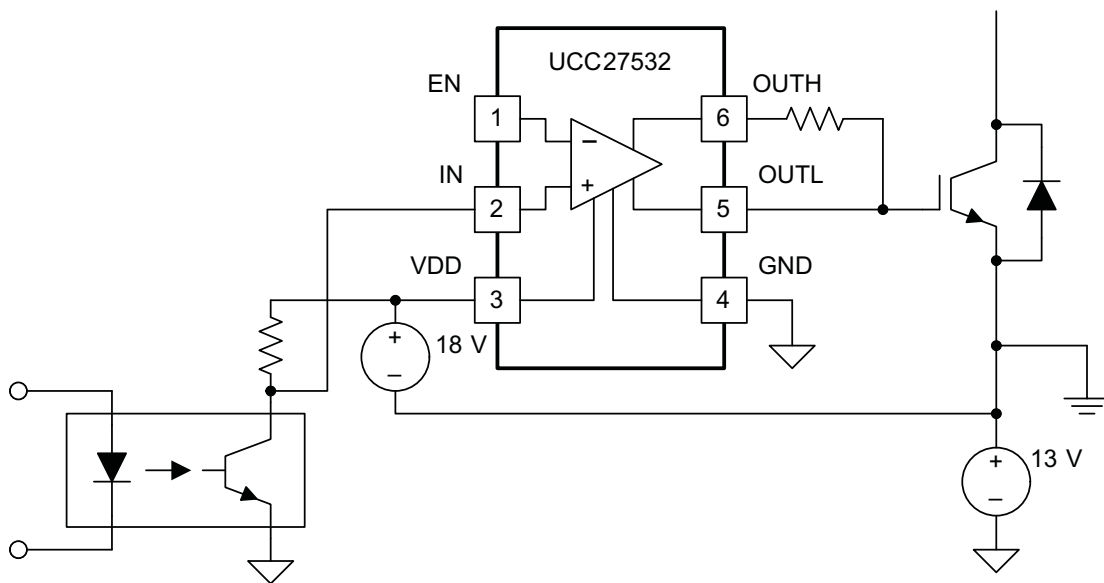 UCC27532
EN
OUTH
1
6
IN
OUTL
2
5
VDD
GND
3
4
+
18 V
−
−
+
+
13 V
−